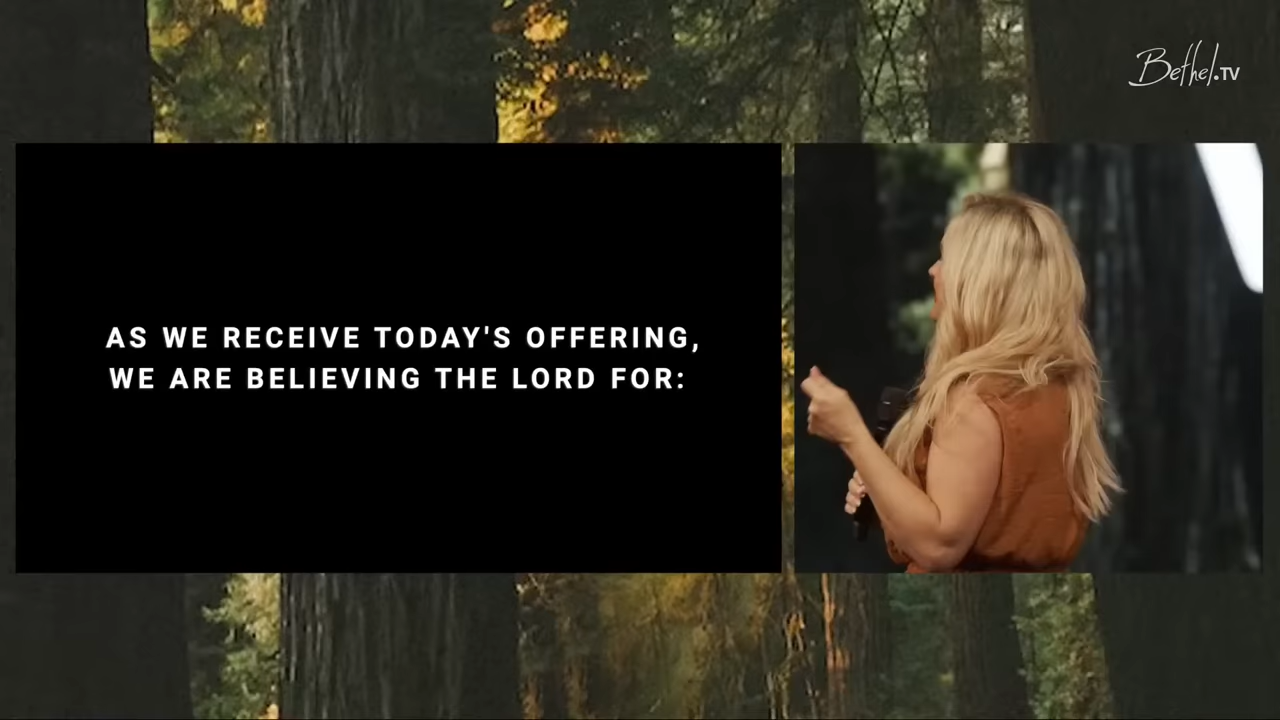 Bethel.TV
AS WE RECEIVE TODAY'S OFFERING,
WE ARE BELIEVING THE LORD FOR: